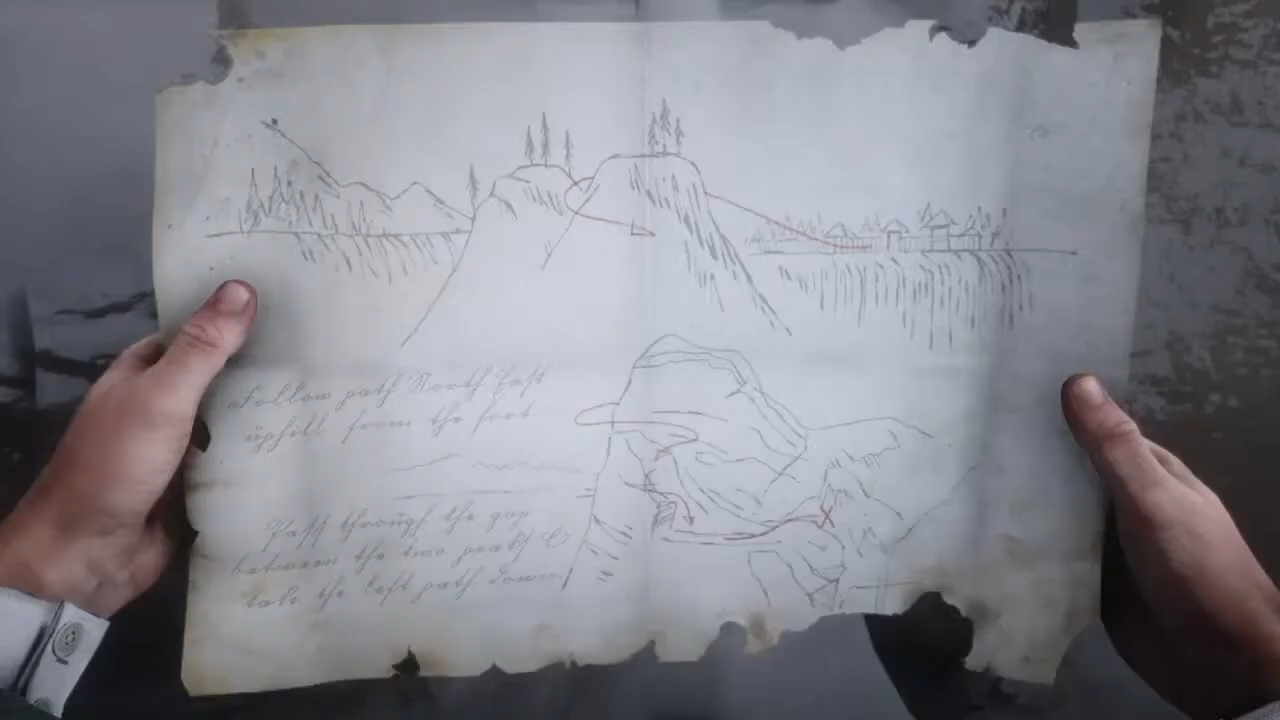 Follow path North East
uphill from the foot
Pass through the gap
between the two peaks &
take the left path down